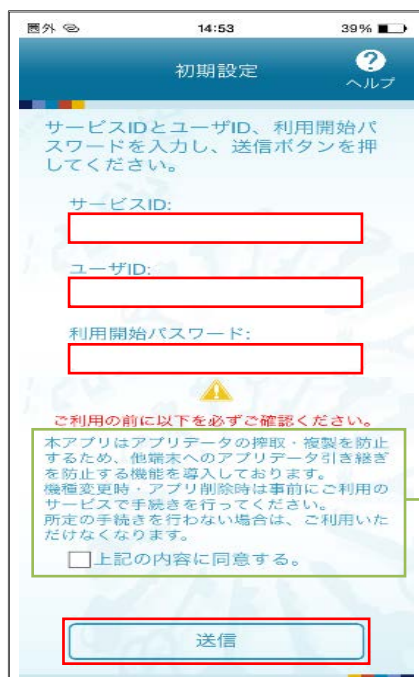 圏外 14:53 39%
初期設定
?
ヘルプ
サービスIDとユーザID、利用開始パ
スワードを入力し、送信ボタンを押
してください。
サービスID:
ユーザID:
利用開始パスワード:
ご利用の前に以下を必ずご確認ください。
本アプリはアプリデータの搾取・複製を防止
するため、他端末へのアプリデータ引き継ぎ
を防止する機能を導入しております。
機種変更時・アプリ削除時は事前にご利用の
サービスで手続きを行ってください。
所定の手続きを行わない場合は、ご利用いた
だけなくなります。
上記の内容に同意する。
送信